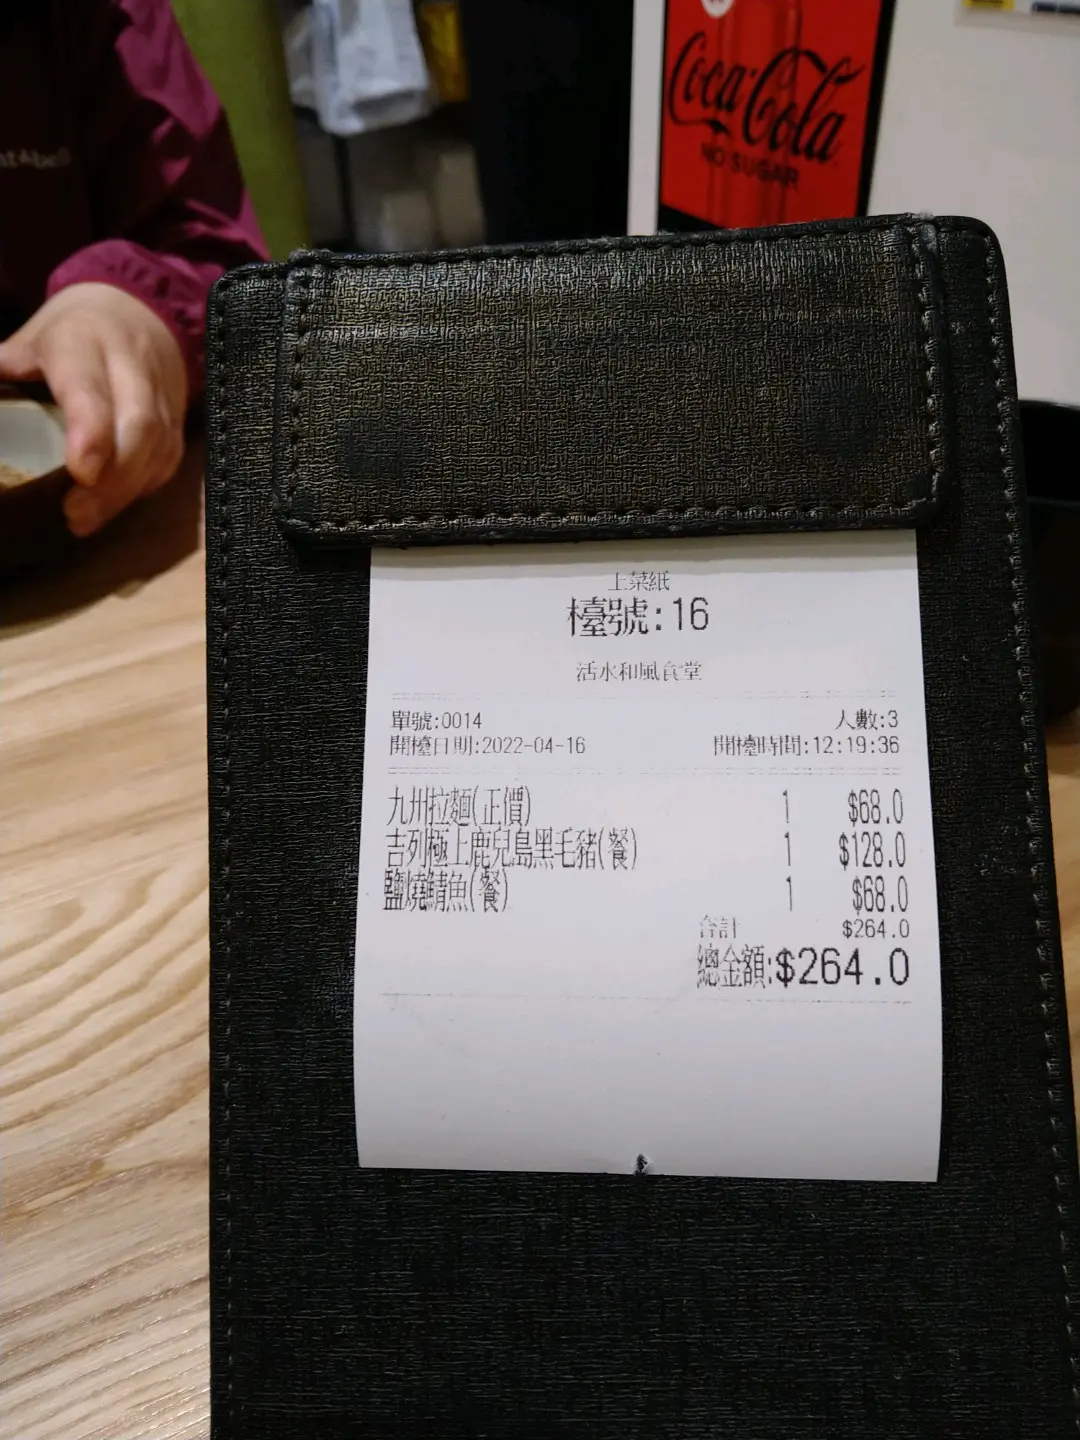 Coca-Cola
NO SUGAR
上菜紙
檯號:16
活水和風食堂
單號:0014 人數:3
開檯日期:2022-04-16 開檯時間:12:19:36
九州拉麵(正價) 1 $68.0
吉列極上鹿兒島黑毛豬(餐) 1 $128.0
鹽燒鯖魚(餐) 1 $68.0
合計 $264.0
總金額:$264.0